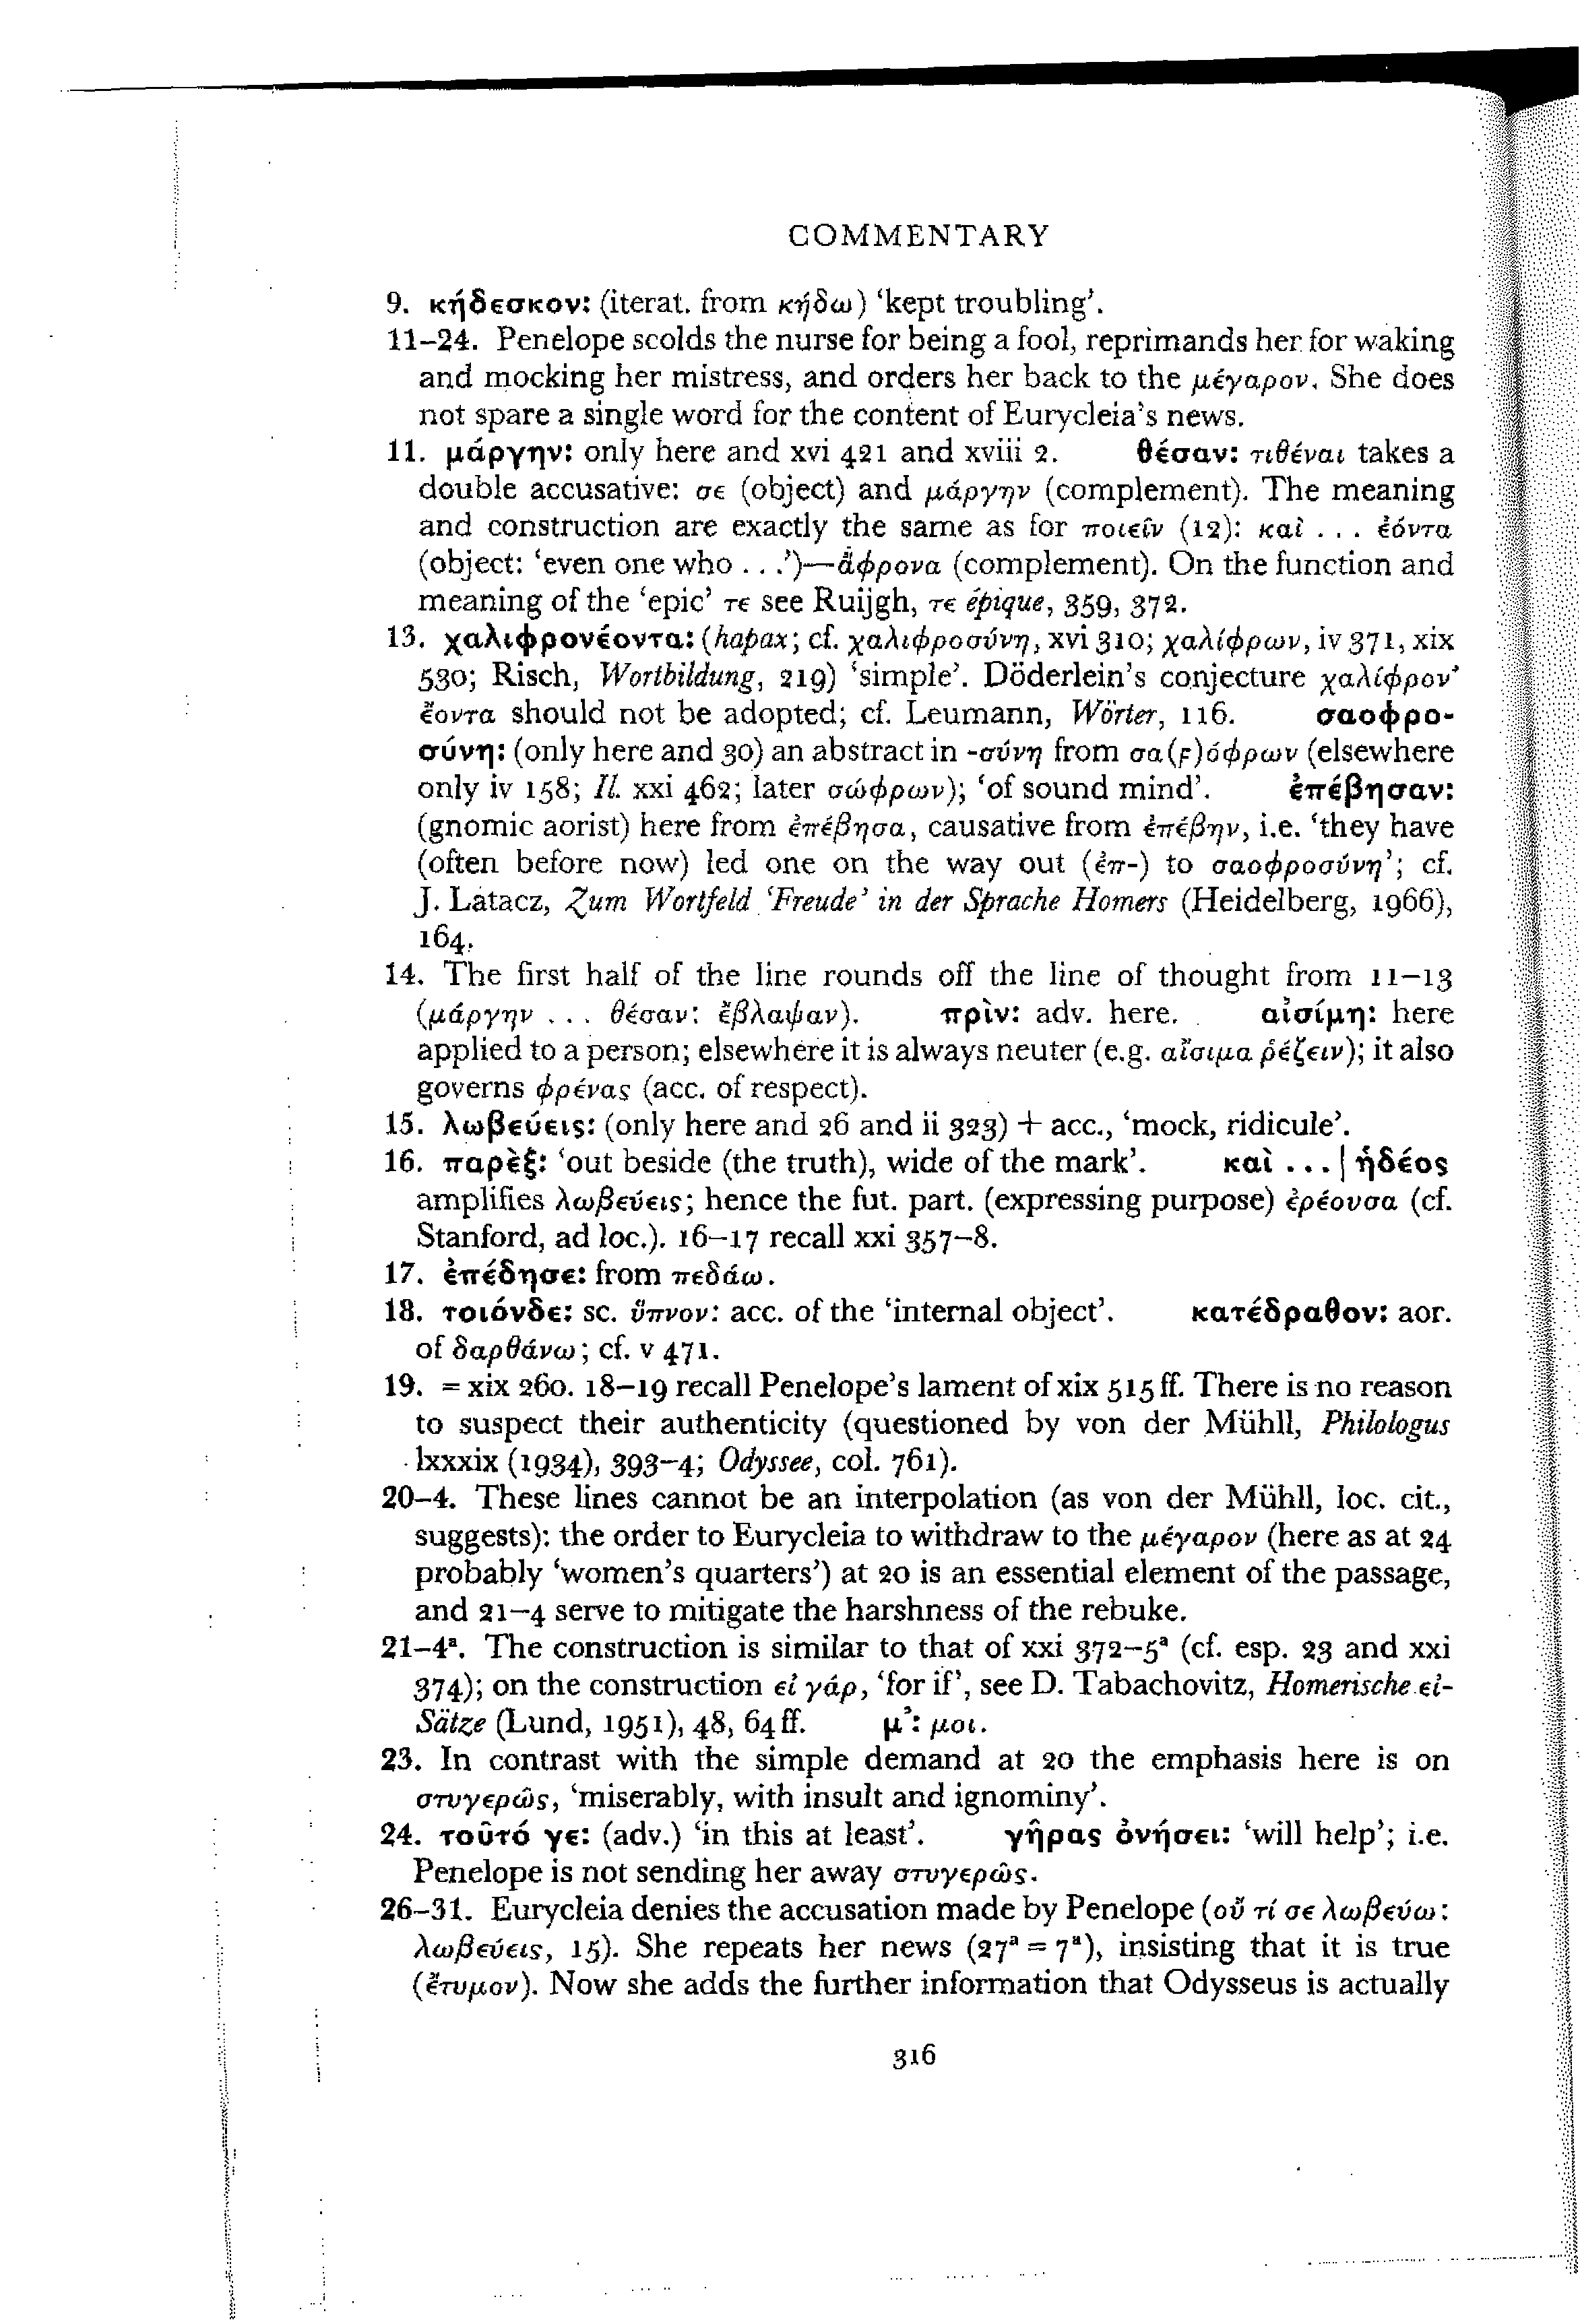 COMMENTARY
9. κήδεσκον: (iterat. from κήδω) ‘kept troubling’.
11–24. Penelope scolds the nurse for being a fool, reprimands her for waking
and mocking her mistress, and orders her back to the μέγαρον. She does
not spare a single word for the content of Eurycleia’s news.
11. μάργην: only here and xvi 421 and xviii 2. θέσαν: τιθέναι takes a
double accusative: σε (object) and μάργην (complement). The meaning
and construction are exactly the same as for ποιεῖν (12): καὶ . . . ἐόντα
(object: ‘even one who . . .’)—ἄφρονα (complement). On the function and
meaning of the ‘epic’ τε see Ruijgh, τε épique, 359, 372.
13. χαλιφρονέοντα: (hapax; cf. χαλιφροσύνη, xvi 310; χαλίφρων, iv 371, xix
530; Risch, Wortbildung, 219) ‘simple’. Döderlein’s conjecture χαλίφρον’
ἔοντα should not be adopted; cf. Leumann, Wörter, 116. σαοφρο-
σύνη: (only here and 30) an abstract in -σύνη from σα(ϝ)όφρων (elsewhere
only iv 158; Il. xxi 462; later σώφρων); ‘of sound mind’. ἐπέβησαν:
(gnomic aorist) here from ἐπέβησα, causative from ἐπέβην, i.e. ‘they have
(often before now) led one on the way out (ἐπ-) to σαοφροσύνη’; cf.
J. Latacz, Zum Wortfeld ‘Freude’ in der Sprache Homers (Heidelberg, 1966),
164.
14. The first half of the line rounds off the line of thought from 11–13
(μάργην . . . θέσαν: ἔβλαψαν). πρὶν: adv. here. αἰσίμη: here
applied to a person; elsewhere it is always neuter (e.g. αἴσιμα ῥέζειν); it also
governs φρένας (acc. of respect).
15. λωβεύεις: (only here and 26 and ii 323) + acc., ‘mock, ridicule’.
16. παρὲξ: ‘out beside (the truth), wide of the mark’. καὶ . . . | ἡδέος
amplifies λωβεύεις; hence the fut. part. (expressing purpose) ἐρέουσα (cf.
Stanford, ad loc.). 16–17 recall xxi 357–8.
17. ἐπέδησε: from πεδάω.
18. τοιόνδε: sc. ὕπνον: acc. of the ‘internal object’. κατέδραθον: aor.
of δαρθάνω; cf. v 471.
19. = xix 260. 18–19 recall Penelope’s lament of xix 515 ff. There is no reason
to suspect their authenticity (questioned by von der Mühll, Philologus
lxxxix (1934), 393–4; Odyssee, col. 761).
20–4. These lines cannot be an interpolation (as von der Mühll, loc. cit.,
suggests): the order to Eurycleia to withdraw to the μέγαρον (here as at 24
probably ‘women’s quarters’) at 20 is an essential element of the passage,
and 21–4 serve to mitigate the harshness of the rebuke.
21–4ª. The construction is similar to that of xxi 372–5ª (cf. esp. 23 and xxi
374); on the construction εἰ γάρ, ‘for if’, see D. Tabachovitz, Homerische εἰ-
Sätze (Lund, 1951), 48, 64 ff. μ’: μοι.
23. In contrast with the simple demand at 20 the emphasis here is on
στυγερῶς, ‘miserably, with insult and ignominy’.
24. τοῦτό γε: (adv.) ‘in this at least’. γῆρας ὀνήσει: ‘will help’; i.e.
Penelope is not sending her away στυγερῶς.
26–31. Eurycleia denies the accusation made by Penelope (οὔ τί σε λωβεύω:
λωβεύεις, 15). She repeats her news (27ª = 7ª), insisting that it is true
(ἔτυμον). Now she adds the further information that Odysseus is actually
316